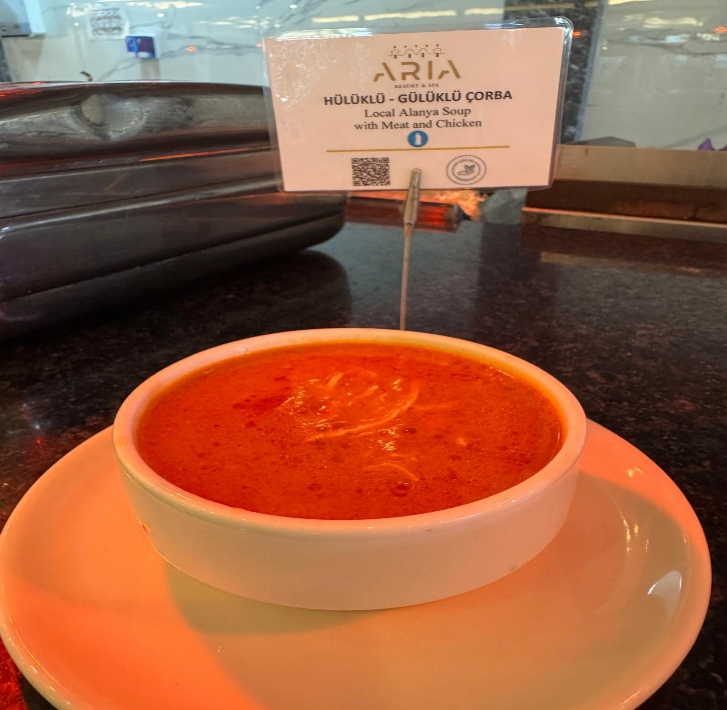 ARIA
RESORT & SPA
HÜLÜKLÜ - GÜLÜKLÜ ÇORBA
Local Alanya Soup
with Meat and Chicken